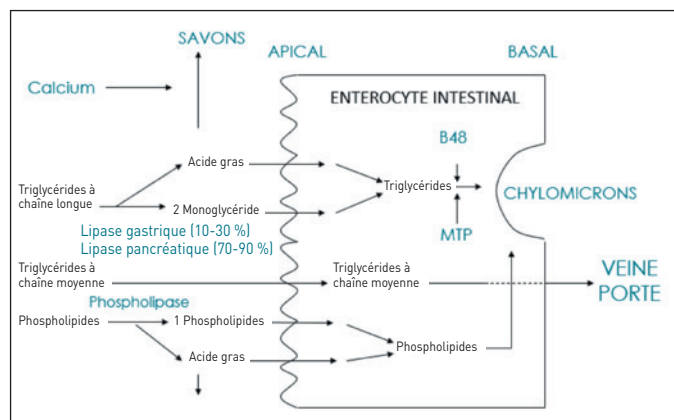 SAVONS
APICAL
BASAL
Calcium
ENTEROCYTE INTESTINAL
B48
Acide gras
Triglycérides à
chaîne longue
Triglycérides
CHYLOMICRONS
2 Monoglycéride
Lipase gastrique (10-30 %)
Lipase pancréatique (70-90 %)
MTP
Triglycérides à
chaîne moyenne
Triglycérides à
chaîne moyenne
VEINE
PORTE
Phospholipase
Phospholipides
1 Phospholipides
Phospholipides
Acide gras